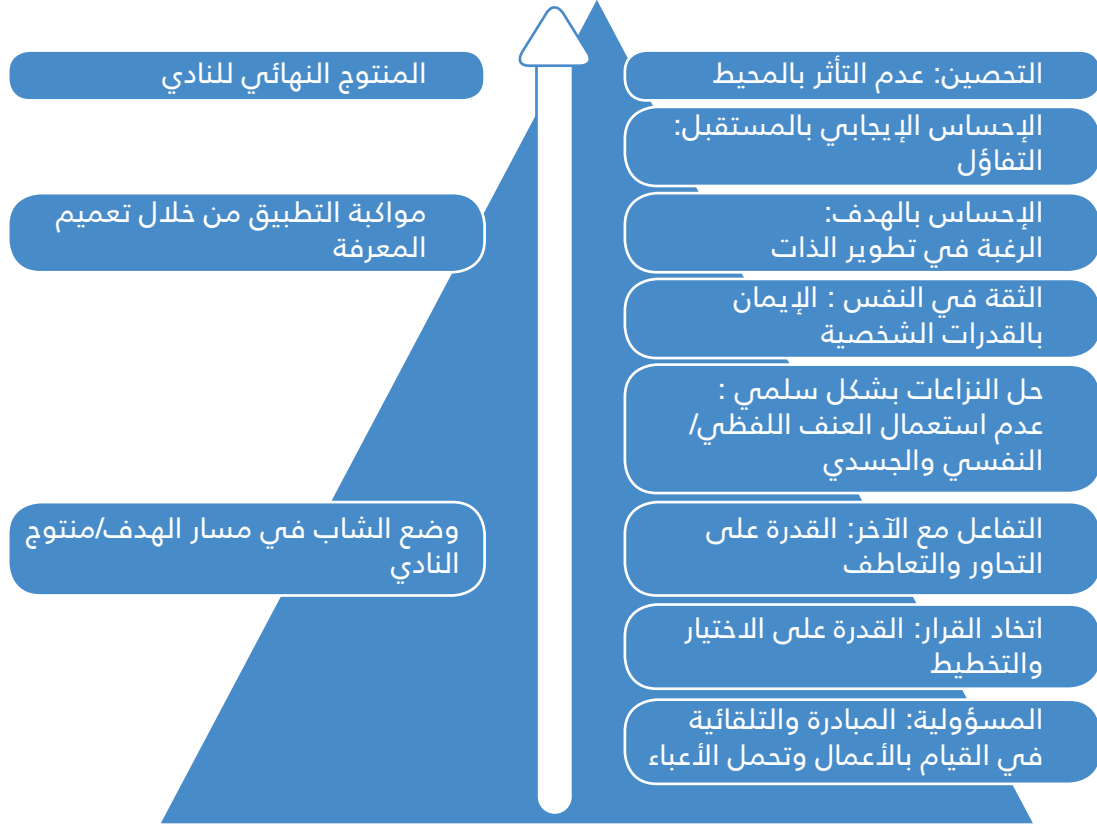 التحصين: عدم التأثر بالمحيط
الإحساس الإيجابي بالمستقبل:
التفاؤل
الإحساس بالهدف:
الرغبة في تطوير الذات
الثقة في النفس : الإيمان
بالقدرات الشخصية
حل النزاعات بشكل سلمي :
عدم استعمال العنف اللفظي/
النفسي والجسدي
التفاعل مع الآخر: القدرة على
التحاور والتعاطف
اتخاد القرار: القدرة على الاختيار
والتخطيط
المسؤولية: المبادرة والتلقائية
في القيام بالأعمال وتحمل الأعباء
المنتوج النهائي للنادي
مواكبة التطبيق من خلال تعميم
المعرفة
وضع الشاب في مسار الهدف/منتوج
النادي